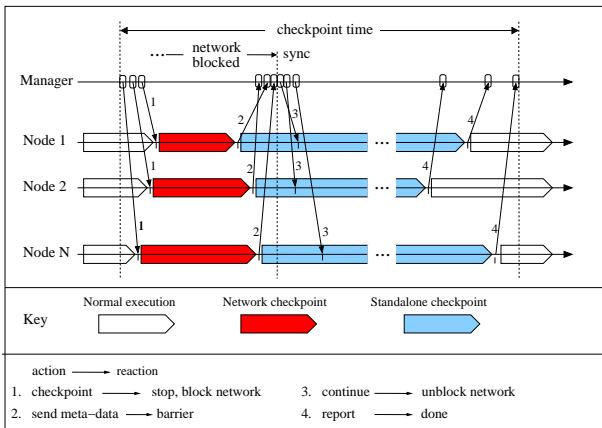 checkpoint time
network
blocked
sync
Manager
1
2
3
4
Node 1
1
3
4
Node 2
1
2
2
3
4
Node N
Normal execution
Network checkpoint
Standalone checkpoint
Key
action reaction
1. checkpoint stop, block network
3. continue unblock network
2. send meta-data barrier
4. report done